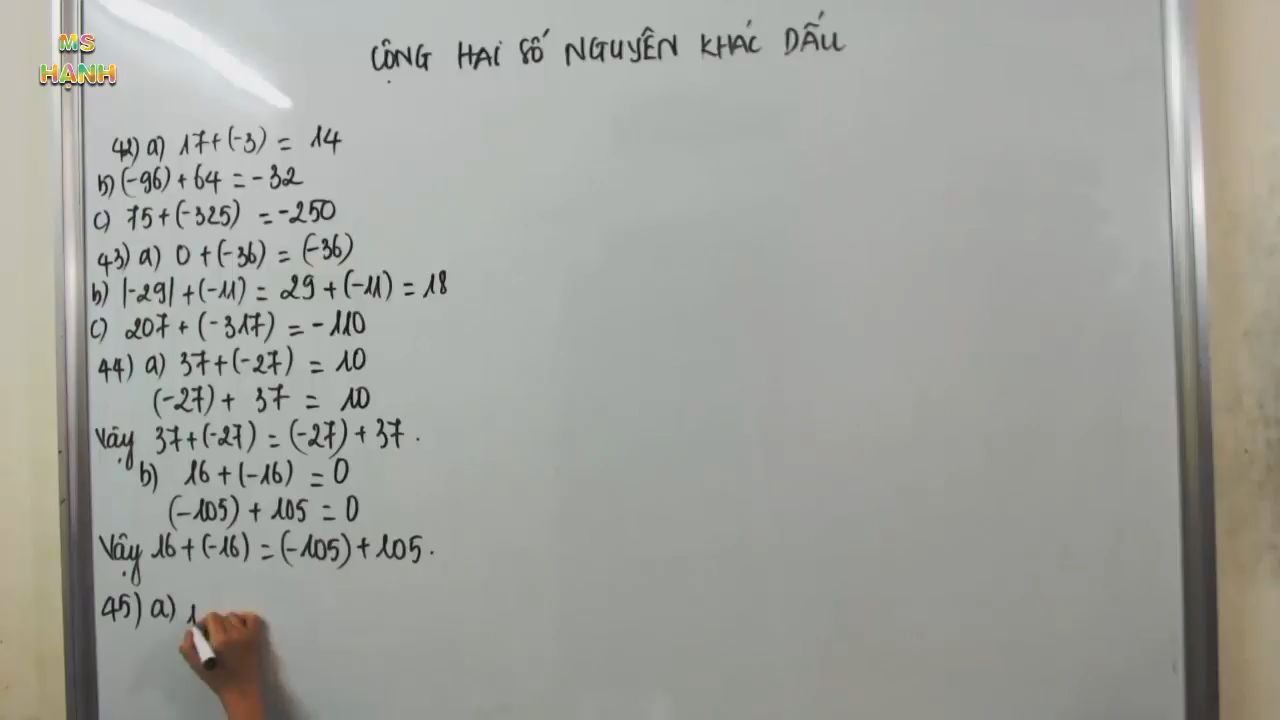 MS
HẠNH
CỘNG HAI SỐ NGUYÊN KHÁC DẤU
42) a) 17+(-3) = 14
b) (-96) + 64 = -32
c) 75+(-325) = -250
43) a) 0 + (-36) = (-36)
b) |-29| + (-11) = 29 + (-11) = 18
c) 207 + (-317) = -110
44) a) 37+(-27) = 10
(-27) + 37 = 10
Vậy 37+(-27) = (-27) + 37.
b) 16 + (-16) = 0
(-105) + 105 = 0
Vậy 16 + (-16) = (-105) + 105.
45) a) 1